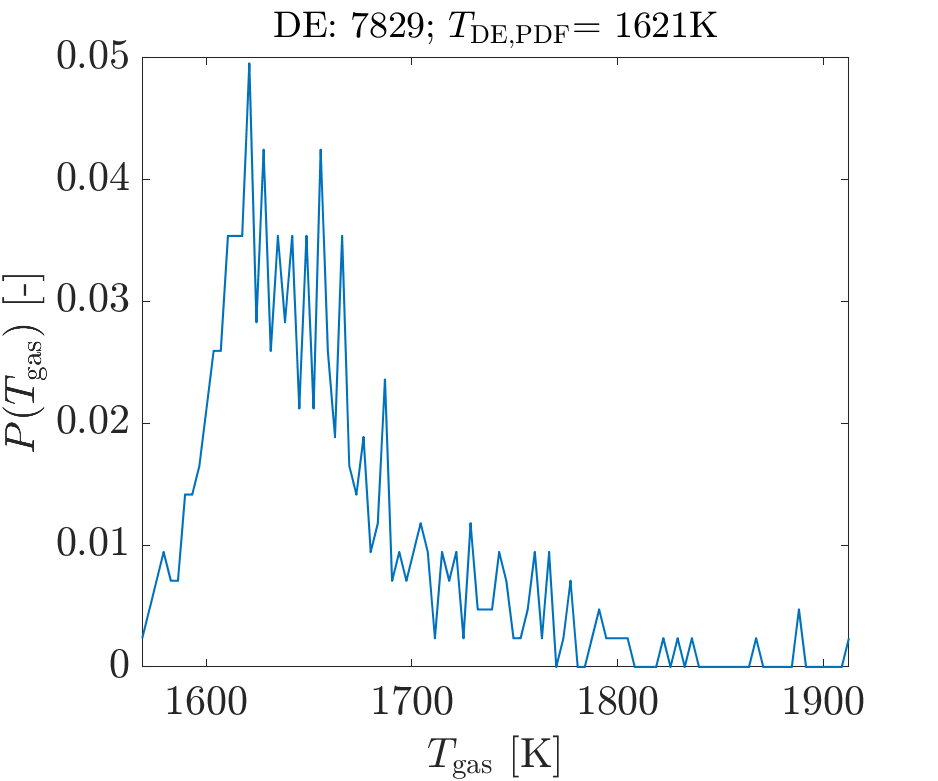 DE: 7829; T_DE,PDF= 1621K
0.05
0.04
0.03
0.02
0.01
0
P(T_gas) [-]
1600 1700 1800 1900
T_gas [K]